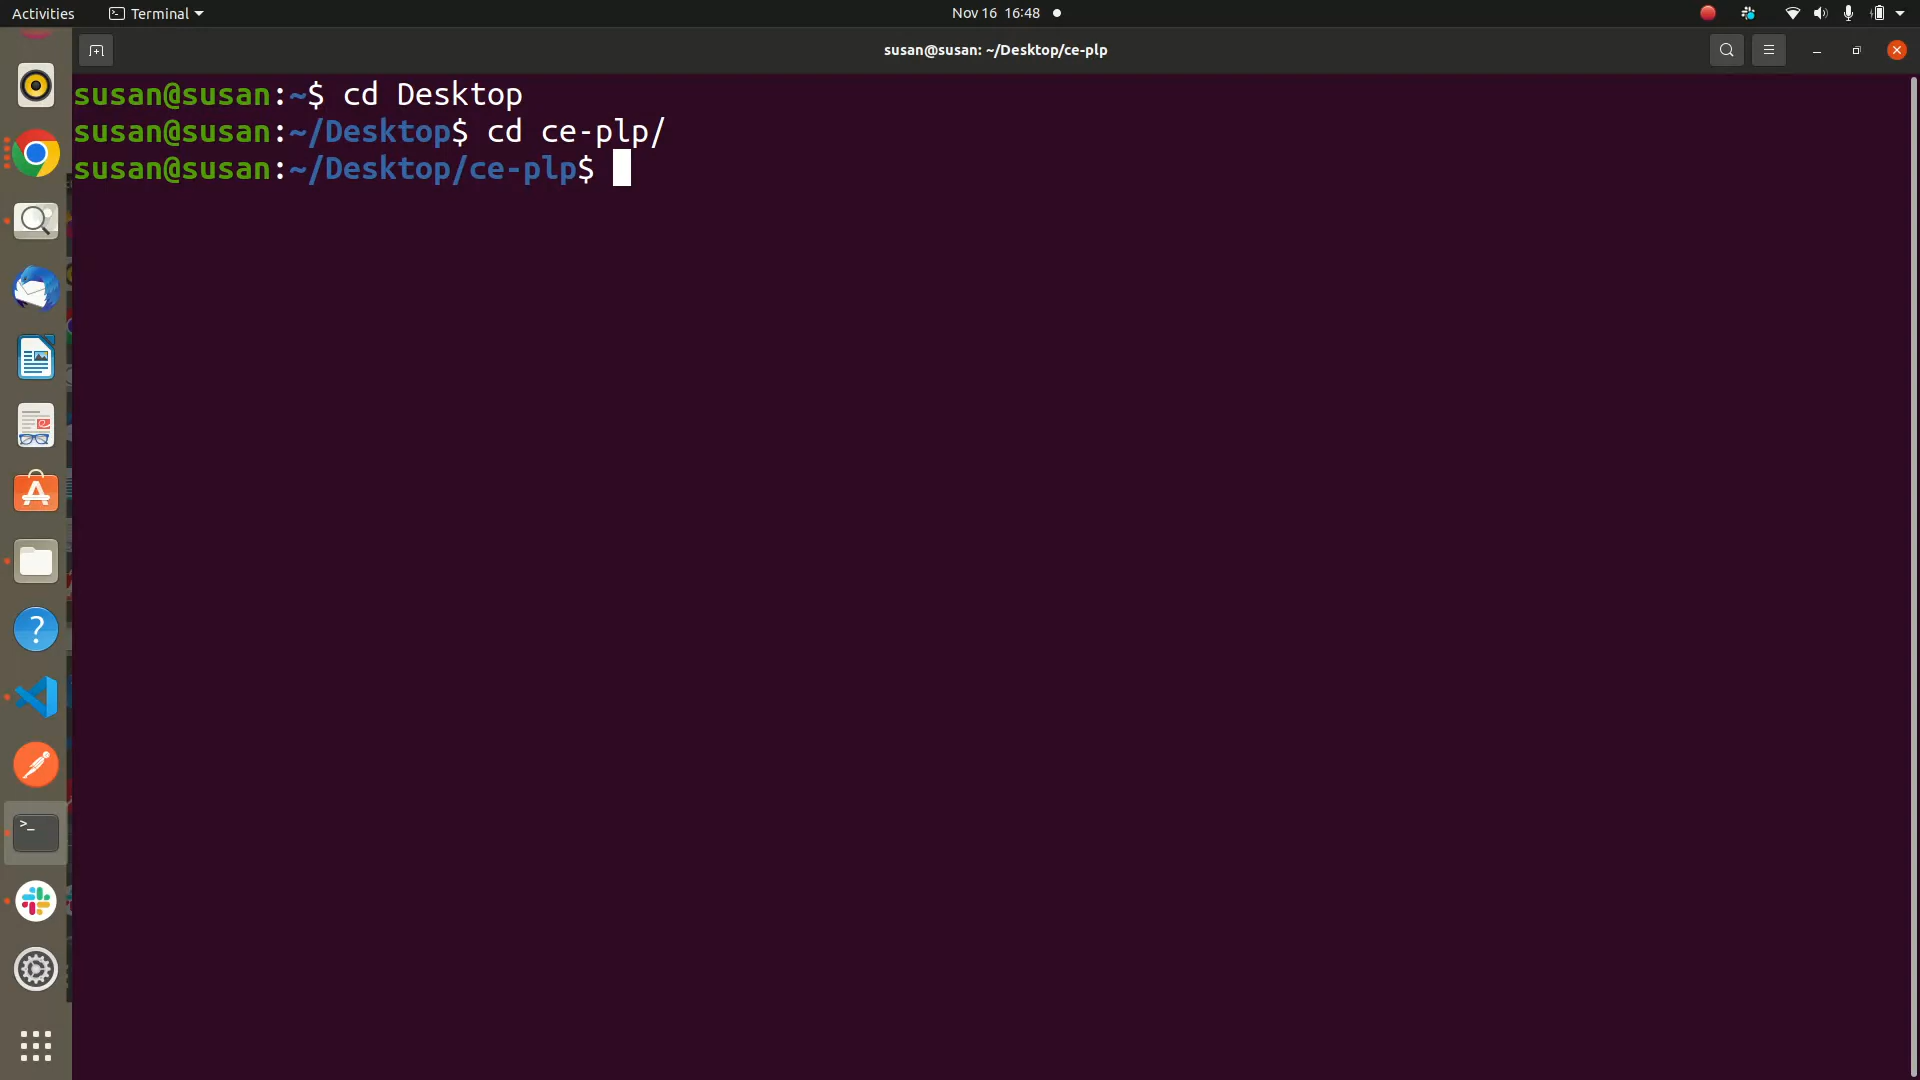 Activities Terminal Nov 16 16:48
susan@susan: ~/Desktop/ce-plp
susan@susan:~$ cd Desktop
susan@susan:~/Desktop$ cd ce-plp/
susan@susan:~/Desktop/ce-plp$